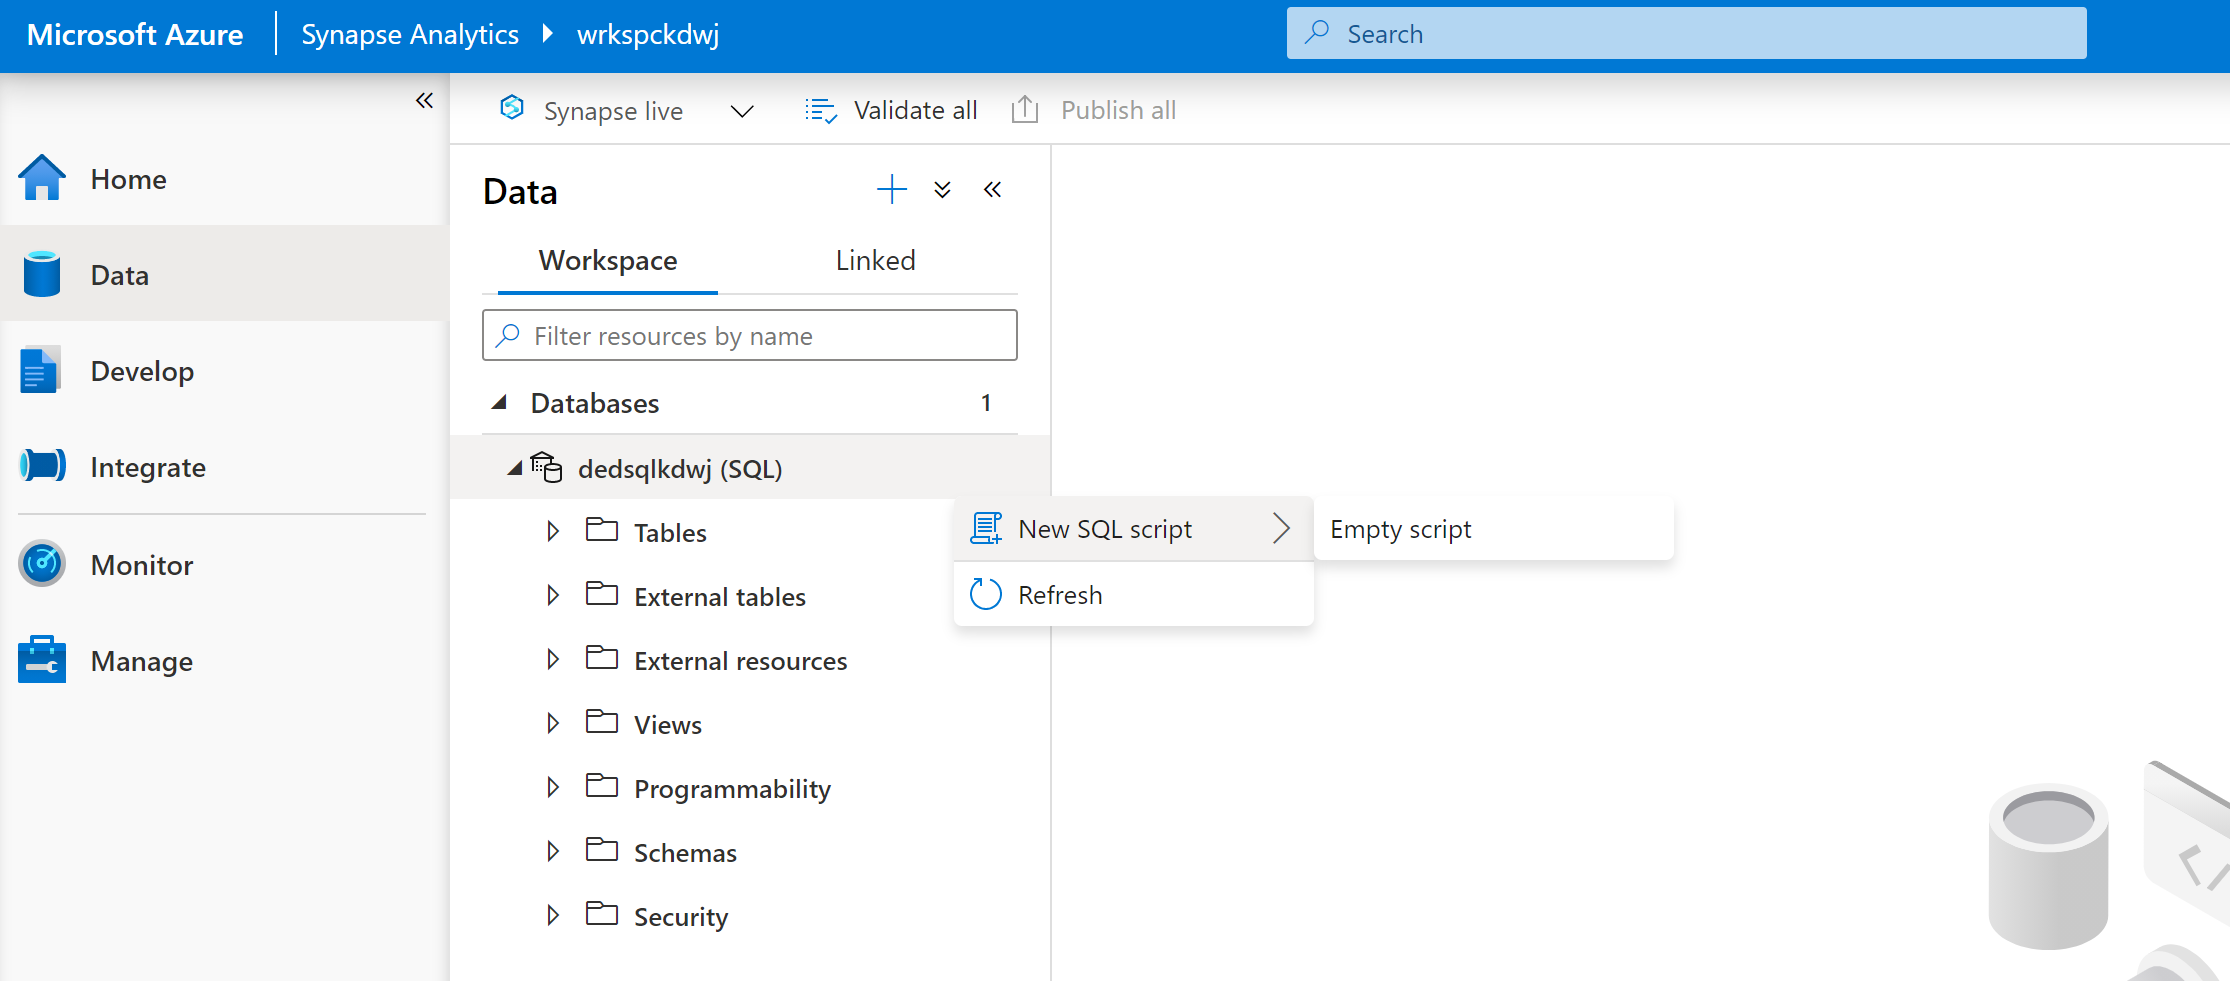 Microsoft Azure
Synapse Analytics
wrkspckdwj
Search
Synapse live
Validate all
Publish all
Home
Data
Develop
Integrate
Monitor
Manage
Data
Workspace
Linked
Filter resources by name
Databases 1
dedsqlkdwj (SQL)
Tables
External tables
External resources
Views
Programmability
Schemas
Security
New SQL script
Refresh
Empty script